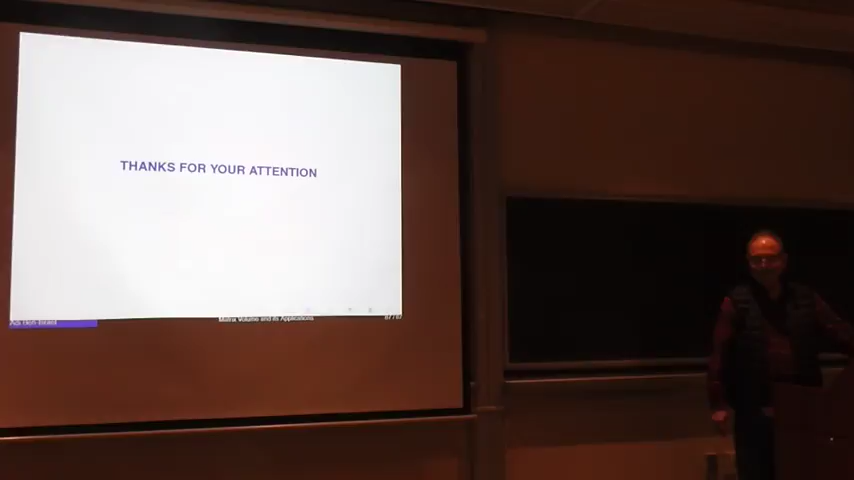 THANKS FOR YOUR ATTENTION
Matrix Volume and its Applications